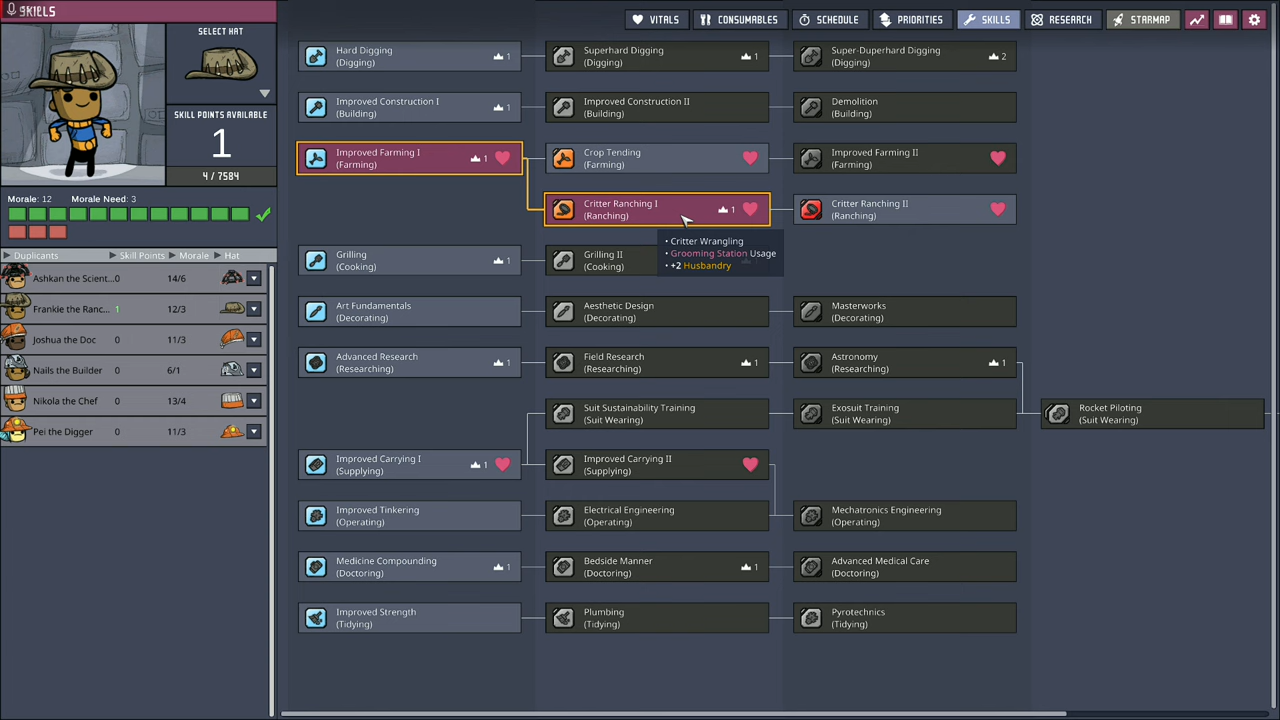 SKILLS
VITALS
CONSUMABLES
SCHEDULE
PRIORITIES
SKILLS
RESEARCH
STARMAP
SELECT HAT
SKILL POINTS
AVAILABLE
1
4 / 7584
Morale: 12 Morale Need: 3
Duplicants Skill Points Morale Hat
Ashkan the Scient...0 14/6
Frankie the Ranc... 1 12/3
Joshua the Doc 0 11/3
Nails the Builder 0 6/1
Nikola the Chef 0 13/4
Pei the Digger 0 11/3
Hard Digging 1
(Digging)
Superhard Digging 1
(Digging)
Super-Duperhard Digging 2
(Digging)
Improved Construction I 1
(Building)
Improved Construction II
(Building)
Demolition
(Building)
Improved Farming I 1
(Farming)
Crop Tending
(Farming)
Improved Farming II
(Farming)
Critter Ranching I 1
(Ranching)
Critter Ranching II
(Ranching)
• Critter Wrangling
• Grooming Station Usage
• +2 Husbandry
Grilling 1
(Cooking)
Grilling II
(Cooking)
Art Fundamentals
(Decorating)
Aesthetic Design
(Decorating)
Masterworks
(Decorating)
Advanced Research 1
(Researching)
Field Research 1
(Researching)
Astronomy 1
(Researching)
Suit Sustainability Training
(Suit Wearing)
Exosuit Training
(Suit Wearing)
Rocket Piloting
(Suit Wearing)
Improved Carrying I 1
(Supplying)
Improved Carrying II
(Supplying)
Improved Tinkering
(Operating)
Electrical Engineering
(Operating)
Mechatronics Engineering
(Operating)
Medicine Compounding 1
(Doctoring)
Bedside Manner 1
(Doctoring)
Advanced Medical Care
(Doctoring)
Improved Strength
(Tidying)
Plumbing
(Tidying)
Pyrotechnics
(Tidying)